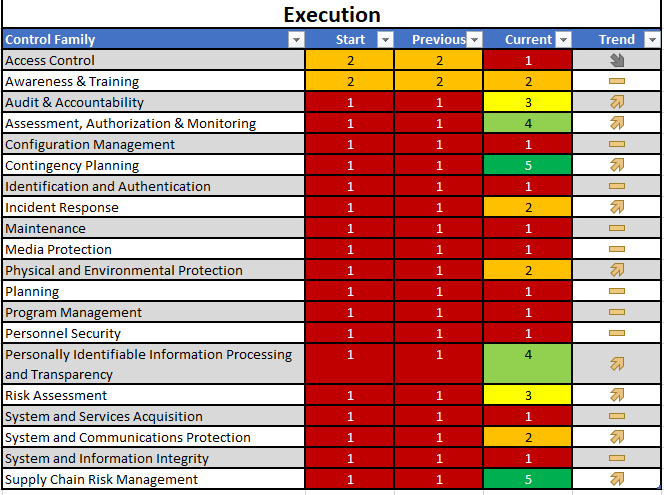 Execution
Control Family Start Previous Current Trend
Access Control 2 2 1
Awareness & Training 2 2 2
Audit & Accountability 1 1 3
Assessment, Authorization & Monitoring 1 1 4
Configuration Management 1 1 1
Contingency Planning 1 1 5
Identification and Authentication 1 1 1
Incident Response 1 1 2
Maintenance 1 1 1
Media Protection 1 1 1
Physical and Environmental Protection 1 1 2
Planning 1 1 1
Program Management 1 1 1
Personnel Security 1 1 1
Personally Identifiable Information Processing 1 1 4
and Transparency
Risk Assessment 1 1 3
System and Services Acquisition 1 1 1
System and Communications Protection 1 1 2
System and Information Integrity 1 1 1
Supply Chain Risk Management 1 1 5